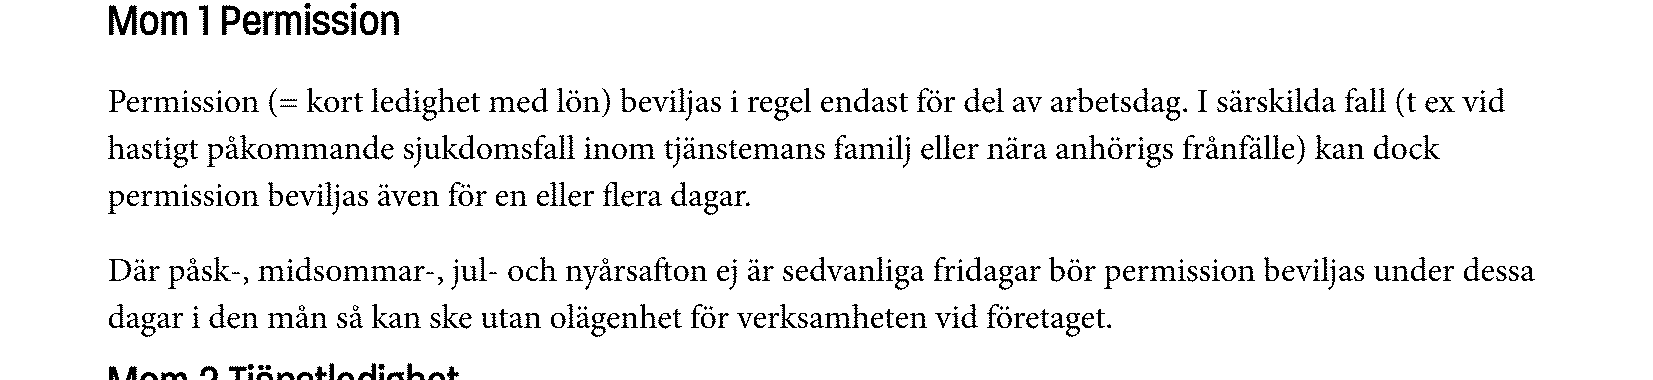 Mom 1 Permission
Permission (= kort ledighet med lön) beviljas i regel endast för del av arbetsdag. I särskilda fall (t ex vid
hastigt påkommande sjukdomsfall inom tjänstemans familj eller nära anhörigs frånfälle) kan dock
permission beviljas även för en eller flera dagar.
Där påsk-, midsommar-, jul- och nyårsafton ej är sedvanliga fridagar bör permission beviljas under dessa
dagar i den mån så kan ske utan olägenhet för verksamheten vid företaget.
Mom 2 Tjänstledighet